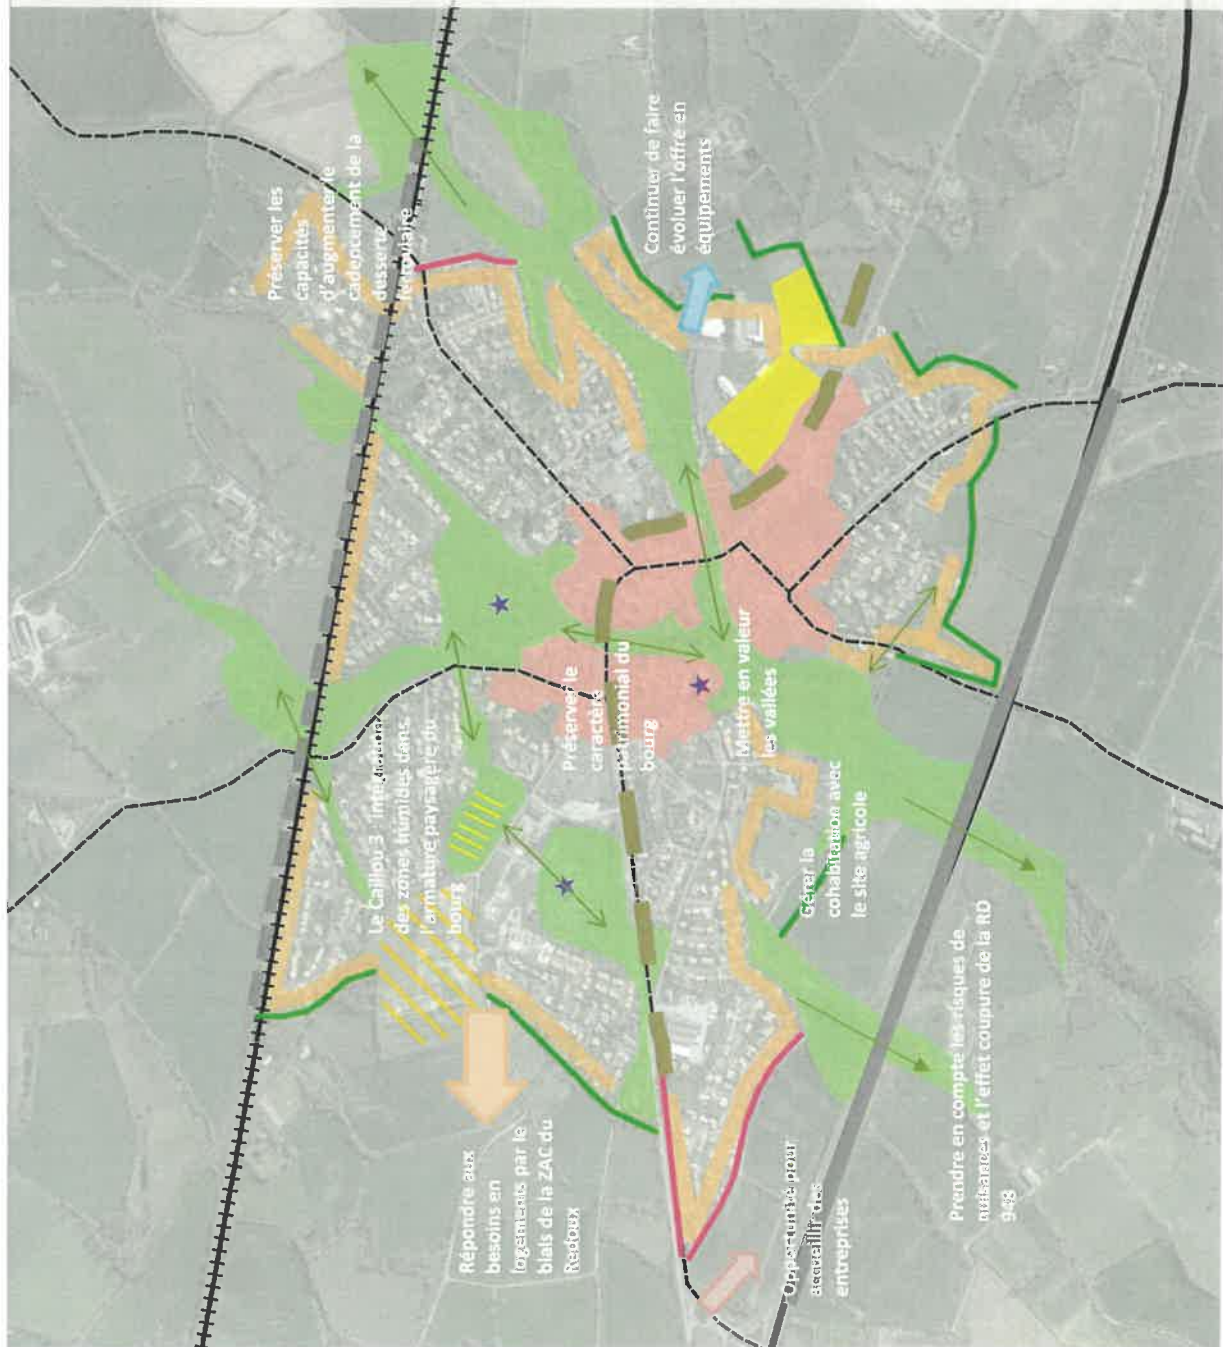 Préserver les
capacités
d'augmenter le
cadencement de la
desserte
ferroviaire
Continuer de faire
évoluer l'offre en
équipements
Le Caillou 3
des zones humides dans
l'armature paysagère du
bourg
Préserver le
caractère
patrimonial du
bourg
Mettre en valeur
les vallées
Gérer la
cohabitation avec
le site agricole
Répondre aux
besoins en
logements par le
biais de la ZAC du
Redoux
Opportunité pour
accueillir des
entreprises
Prendre en compte les risques de
nuisances et l'effet coupure de la RD
948